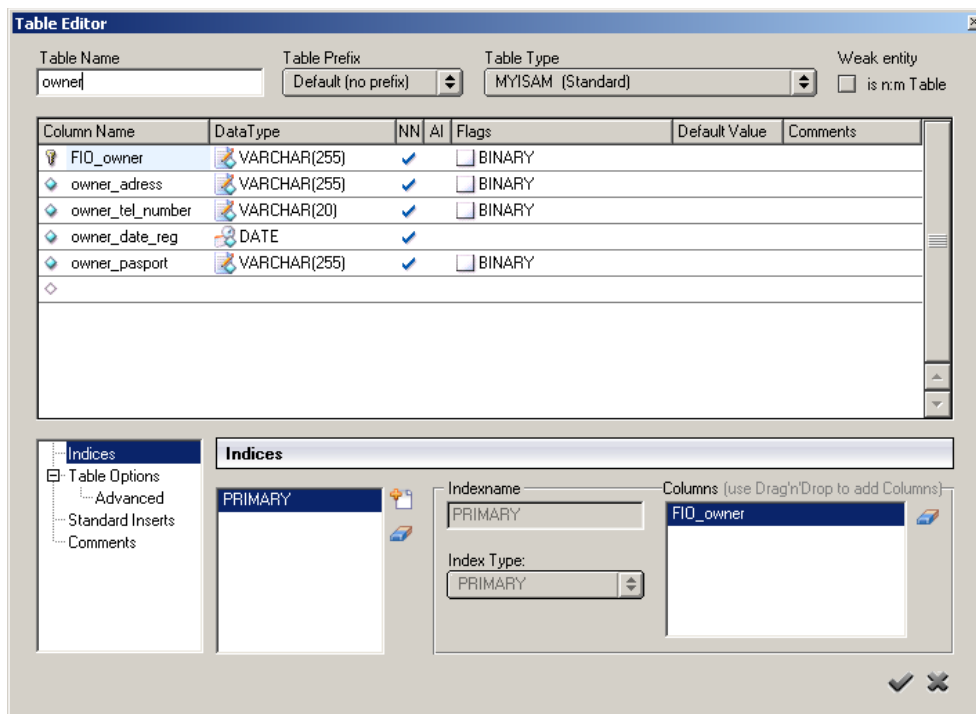 Table Editor
Table Name Table Prefix Table Type Weak entity
owner Default (no prefix) MYISAM (Standard) is n:m Table
Column Name DataType NN AI Flags Default Value Comments
FIO_owner VARCHAR(255) BINARY
owner_adress VARCHAR(255) BINARY
owner_tel_number VARCHAR(20) BINARY
owner_date_reg DATE
owner_pasport VARCHAR(255) BINARY
Indices
Table Options
Advanced
Standard Inserts
Comments
Indices
PRIMARY
Indexname
PRIMARY
Index Type:
PRIMARY
Columns (use Drag'n'Drop to add Columns)
FIO_owner